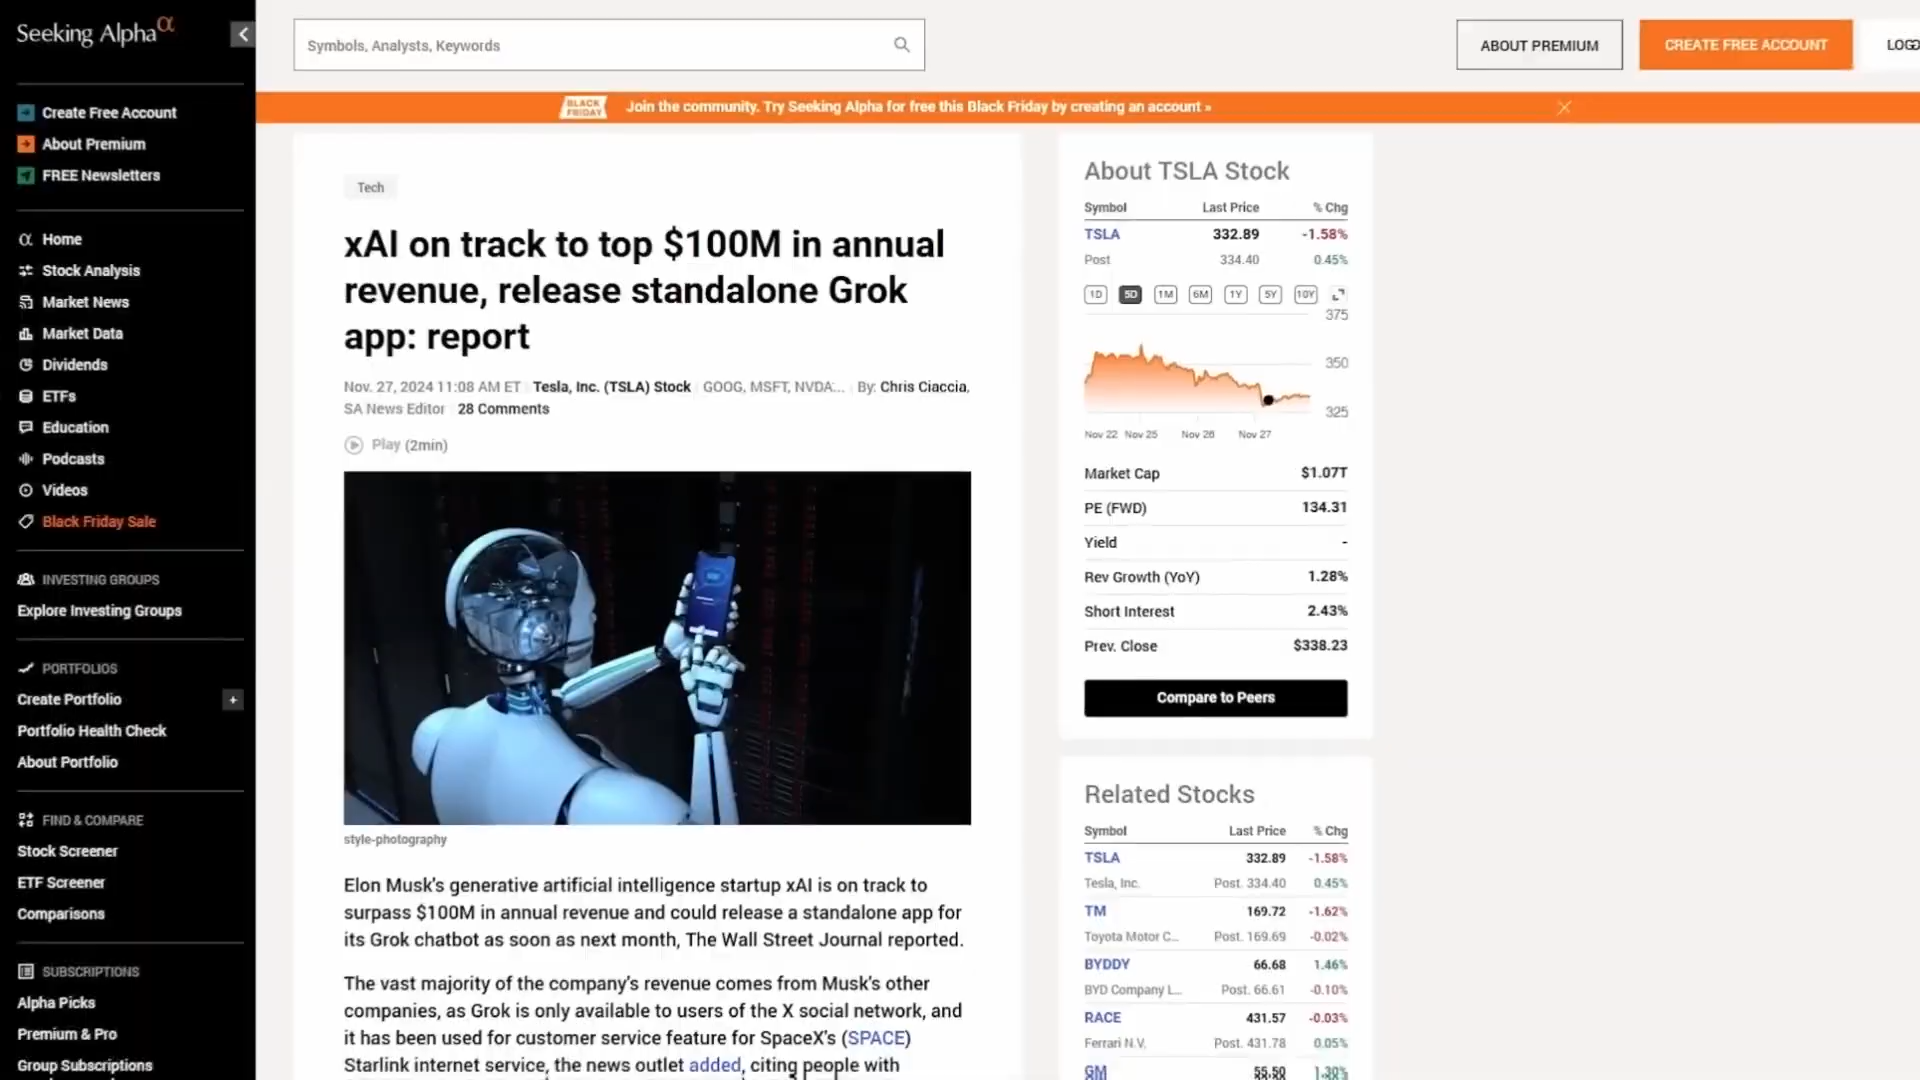 Seeking Alphaα
Create Free Account
About Premium
FREE Newsletters
Home
Stock Analysis
Market News
Market Data
Dividends
ETFs
Education
Podcasts
Videos
Black Friday Sale
INVESTING GROUPS
Explore Investing Groups
PORTFOLIOS
Create Portfolio +
Portfolio Health Check
About Portfolio
FIND & COMPARE
Stock Screener
ETF Screener
Comparisons
SUBSCRIPTIONS
Alpha Picks
Premium & Pro
Group Subscriptions
Symbols, Analysts, Keywords
ABOUT PREMIUM
CREATE FREE ACCOUNT
BLACK FRIDAY
Join the community. Try Seeking Alpha for free this Black Friday by creating an account »
Tech
xAI on track to top $100M in annual
revenue, release standalone Grok
app: report
Nov. 27, 2024 11:08 AM ET Tesla, Inc. (TSLA) Stock GOOG, MSFT, NVDA... By: Chris Ciaccia,
SA News Editor 28 Comments
Play (2min)
style-photography
Elon Musk's generative artificial intelligence startup xAI is on track to
surpass $100M in annual revenue and could release a standalone app for
its Grok chatbot as soon as next month, The Wall Street Journal reported.
The vast majority of the company's revenue comes from Musk's other
companies, as Grok is only available to users of the X social network, and
it has been used for customer service feature for SpaceX's (SPACE)
Starlink internet service, the news outlet added, citing people with
About TSLA Stock
Symbol Last Price % Chg
TSLA 332.89 -1.58%
Post 334.40 0.45%
1D 5D 1M 6M 1Y 5Y 10Y
375
350
325
Nov 22 Nov 25 Nov 26 Nov 27
Market Cap $1.07T
PE (FWD) 134.31
Yield -
Rev Growth (YoY) 1.28%
Short Interest 2.43%
Prev. Close $338.23
Compare to Peers
Related Stocks
Symbol Last Price % Chg
TSLA 332.89 -1.58%
Tesla, Inc. Post. 334.40 0.45%
TM 169.72 -1.62%
Toyota Motor C... Post. 169.69 -0.02%
BYDDY 66.68 1.46%
BYD Company L... Post. 66.61 -0.10%
RACE 431.57 -0.03%
Ferrari N.V. Post. 431.78 0.05%
GM 55.50